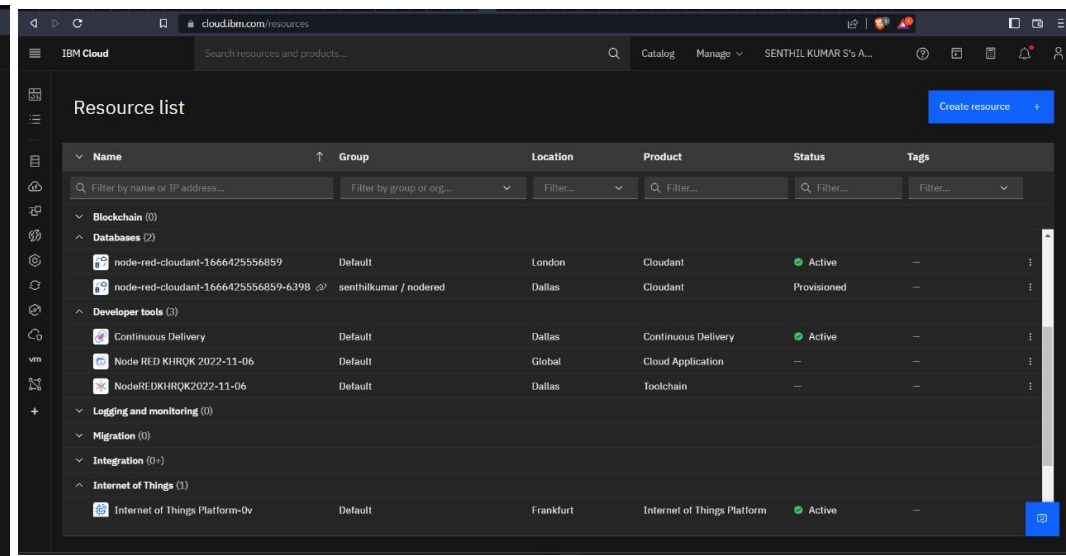 cloud.ibm.com/resources
IBM Cloud Search resources and products... Catalog Manage SENTHIL KUMAR S's A...
Resource list
Create resource +
Name Group Location Product Status Tags
Filter by name or IP address... Filter by group or org... Filter... Filter... Filter... Filter...
Blockchain (0)
Databases (2)
node-red-cloudant-1666425556859 Default London Cloudant Active –
node-red-cloudant-1666425556859-6398 senthilkumar / nodered Dallas Cloudant Provisioned –
Developer tools (3)
Continuous Delivery Default Dallas Continuous Delivery Active –
Node RED KHRQK 2022-11-06 Default Global Cloud Application – –
NodeREDKHRQK2022-11-06 Default Dallas Toolchain – –
vm
Logging and monitoring (0)
Migration (0)
Integration (0+)
Internet of Things (1)
Internet of Things Platform-0v Default Frankfurt Internet of Things Platform Active –